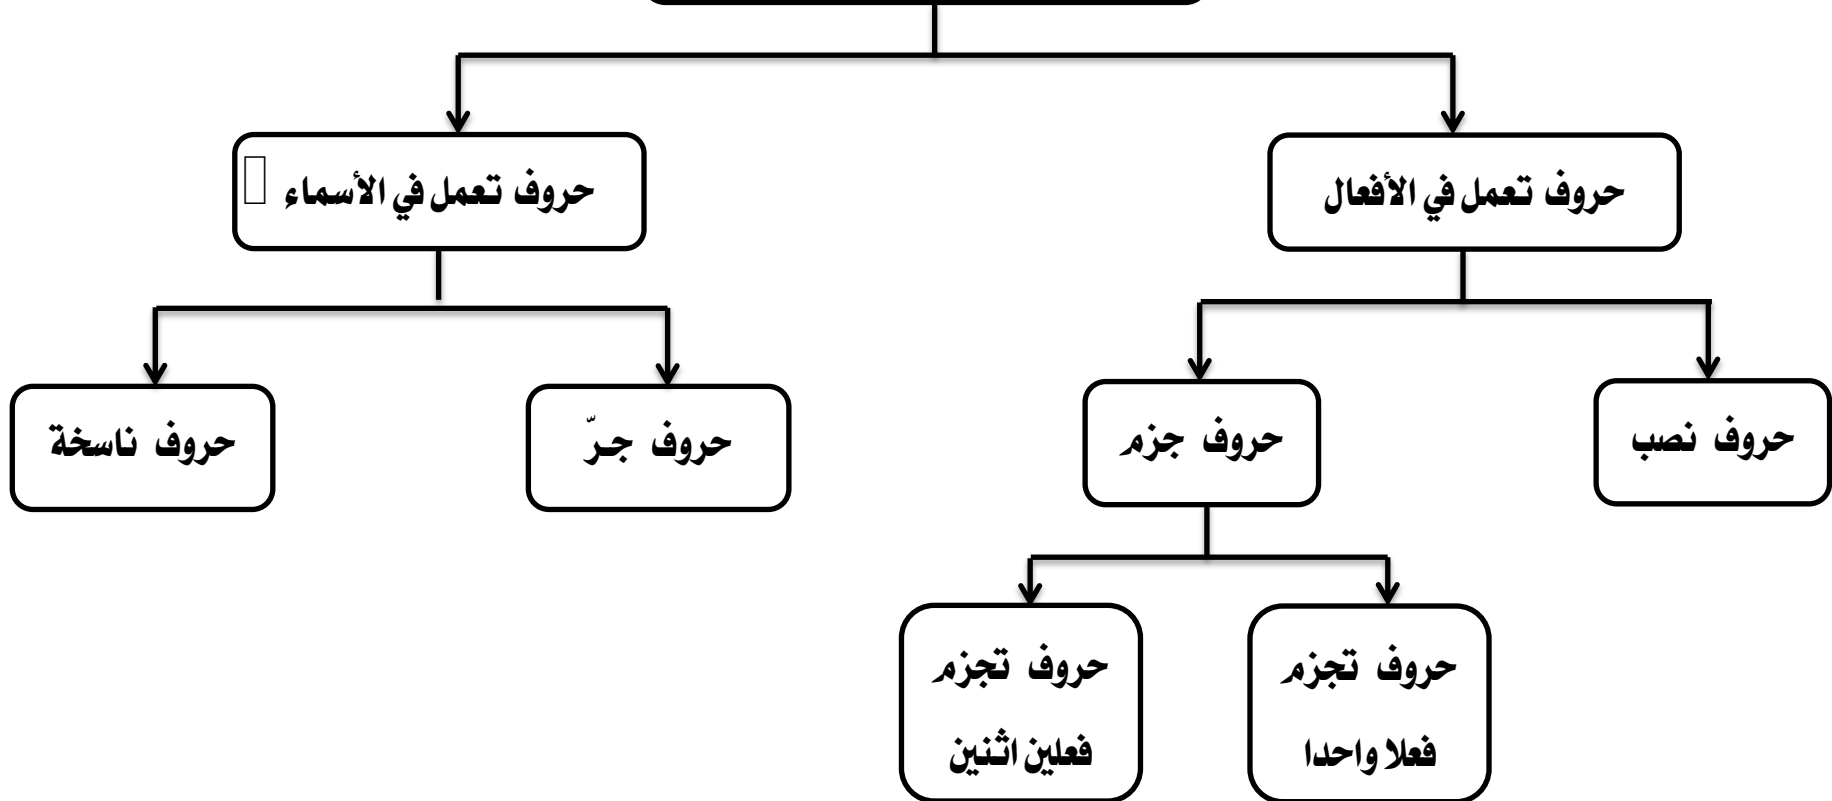 حروف تعمل في الأفعال
حروف تعمل في الأسماء
حروف نصب
حروف جزم
حروف جرّ
حروف ناسخة
حروف تجزم
فعلا واحدا
حروف تجزم
فعلين اثنين